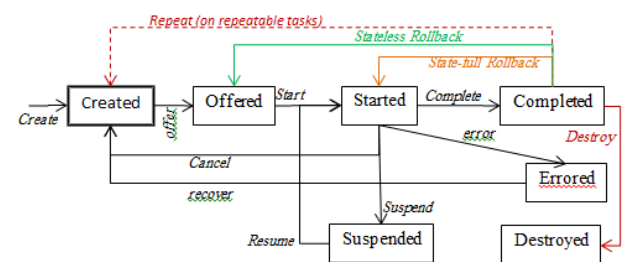 Repeat (on repeatable tasks)
Stateless Rollback
State-full Rollback
Created
Offered
Start
Started
Complete
Completed
Create
offer
error
Destroy
Cancel
Errored
recover
Suspend
Resume
Suspended
Destroyed